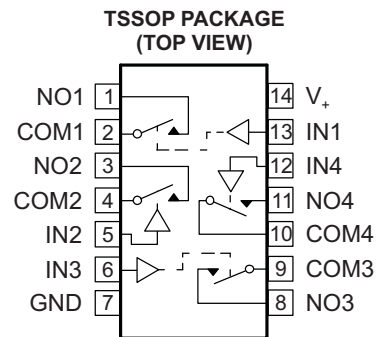 TSSOP PACKAGE
(TOP VIEW)
NO1 1 14 V+
COM1 2 13 IN1
NO2 3 12 IN4
COM2 4 11 NO4
IN2 5 10 COM4
IN3 6 9 COM3
GND 7 8 NO3